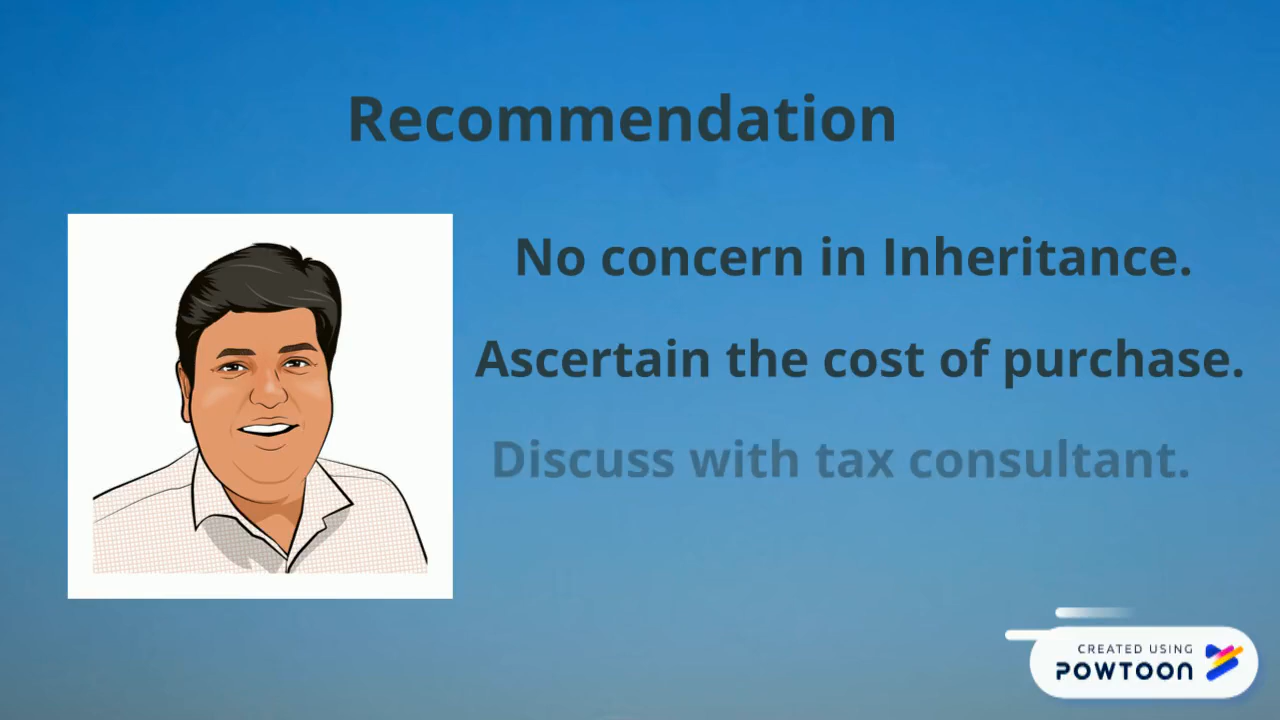 Recommendation
No concern in Inheritance.
Ascertain the cost of purchase.
Discuss with tax consultant.
CREATED USING
POWTOON